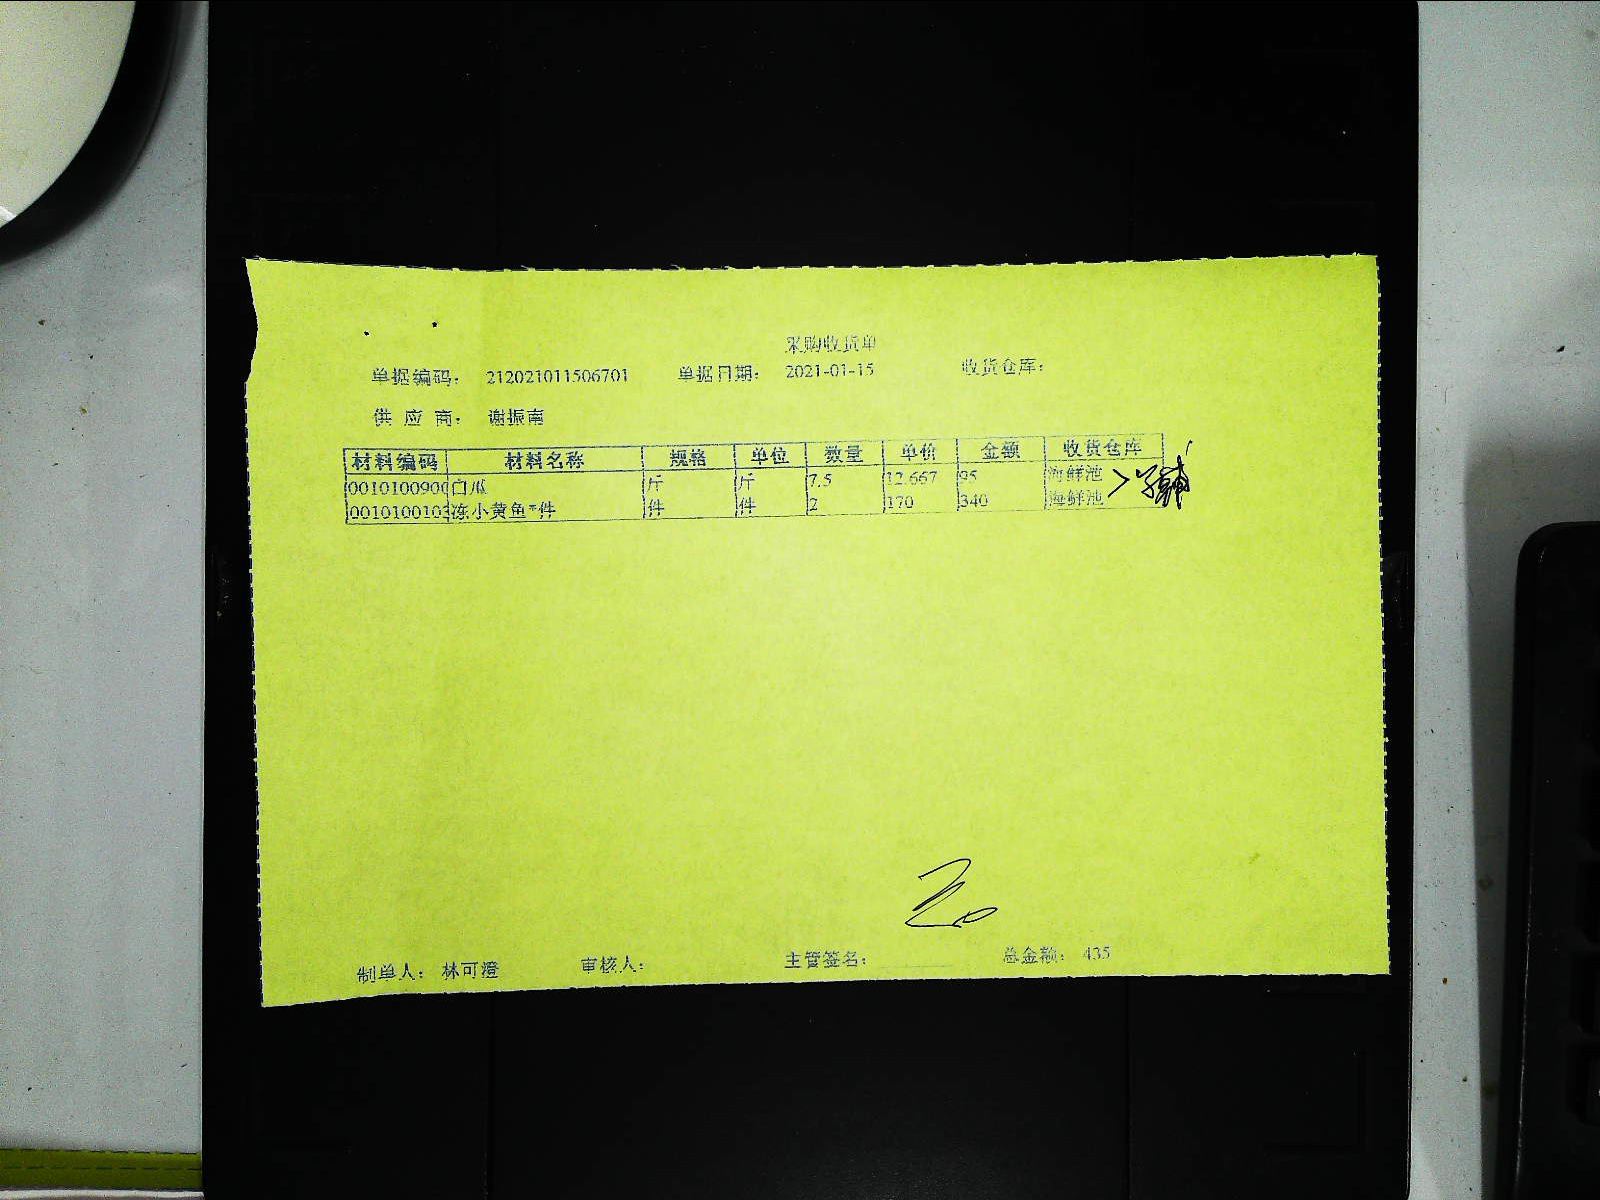 采购收货单
单据编码： 212021011506701 单据日期： 2021-01-15 收货仓库：
供 应 商： 谢振南
材料编码 材料名称 规格 单位 数量 单价 金额 收货仓库
0010100900 白瓜 斤 斤 7.5 12.667 95 海鲜池
0010100103 冻小黄鱼*件 件 件 2 170 340 海鲜池
制单人： 林可澄 审核人： 主管签名： 总金额： 435